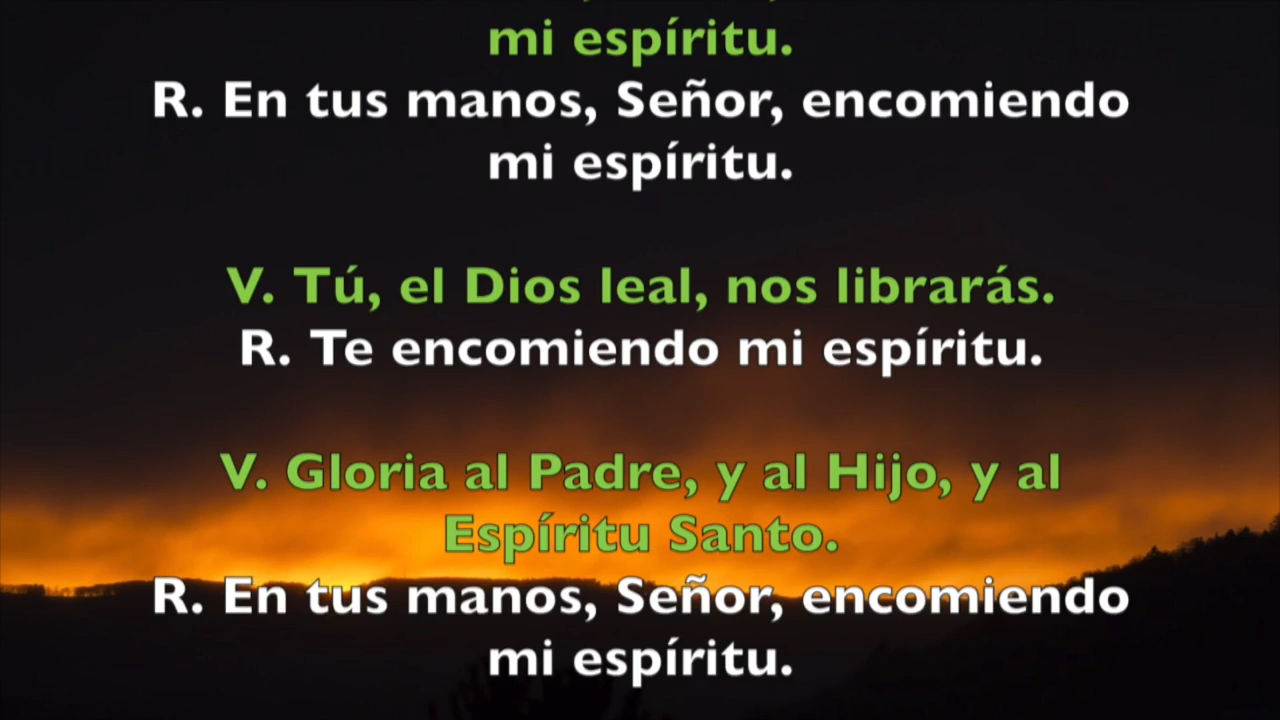 mi espíritu.
R. En tus manos, Señor, encomiendo
mi espíritu.
V. Tú, el Dios leal, nos librarás.
R. Te encomiendo mi espíritu.
V. Gloria al Padre, y al Hijo, y al
Espíritu Santo.
R. En tus manos, Señor, encomiendo
mi espíritu.